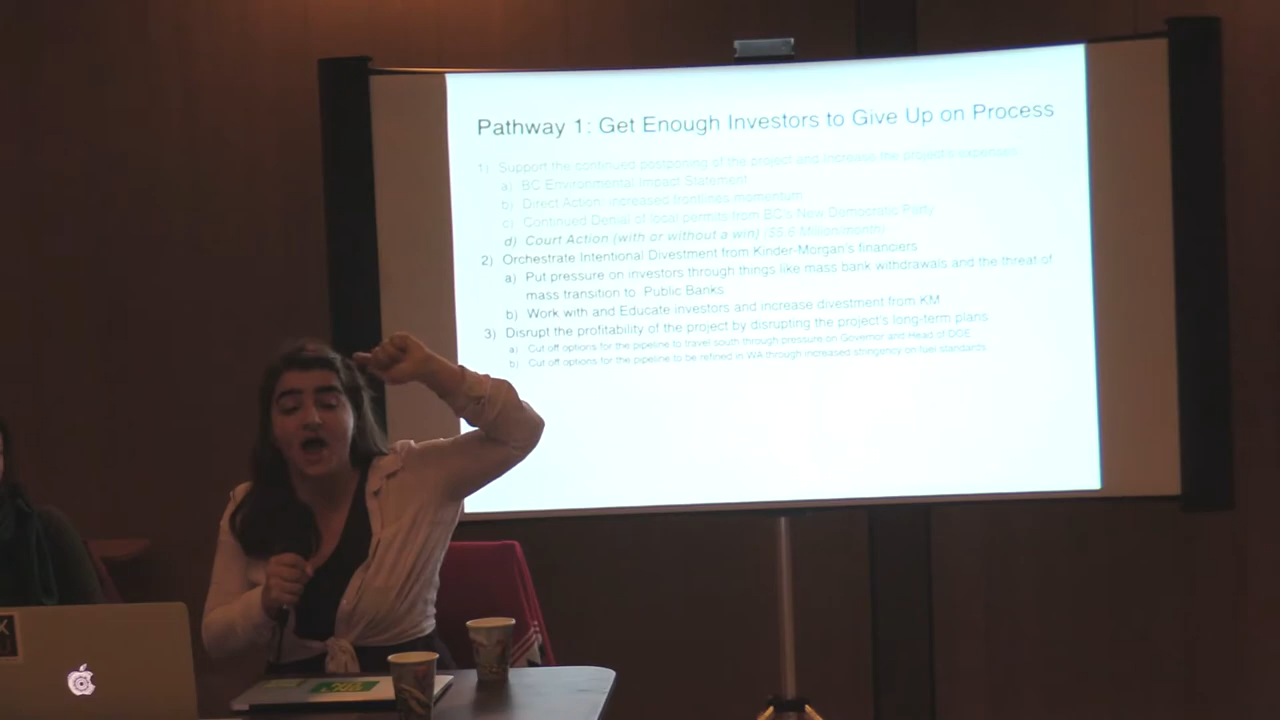 Pathway 1: Get Enough Investors to Give Up on Process
1) Support the continued postponing of the project and Increase the project's expenses
a) BC Environmental Impact Statement
b) Direct Action: Increased frontlines momentum
c) Continued Denial of local permits from BC's New Democratic Party
d) Court Action (with or without a win) ($5.6 Million/month)
2) Orchestrate Intentional Divestment from Kinder-Morgan's financiers
a) Put pressure on investors through things like mass bank withdrawals and the threat of
mass transition to Public Banks
b) Work with and Educate investors and increase divestment from KM
3) Disrupt the profitability of the project by disrupting the project's long-term plans
a) Cut off options for the pipeline to travel south through pressure on Governor and Head of DOE
b) Cut off options for the pipeline to be refined in WA through increased stringency on fuel standards